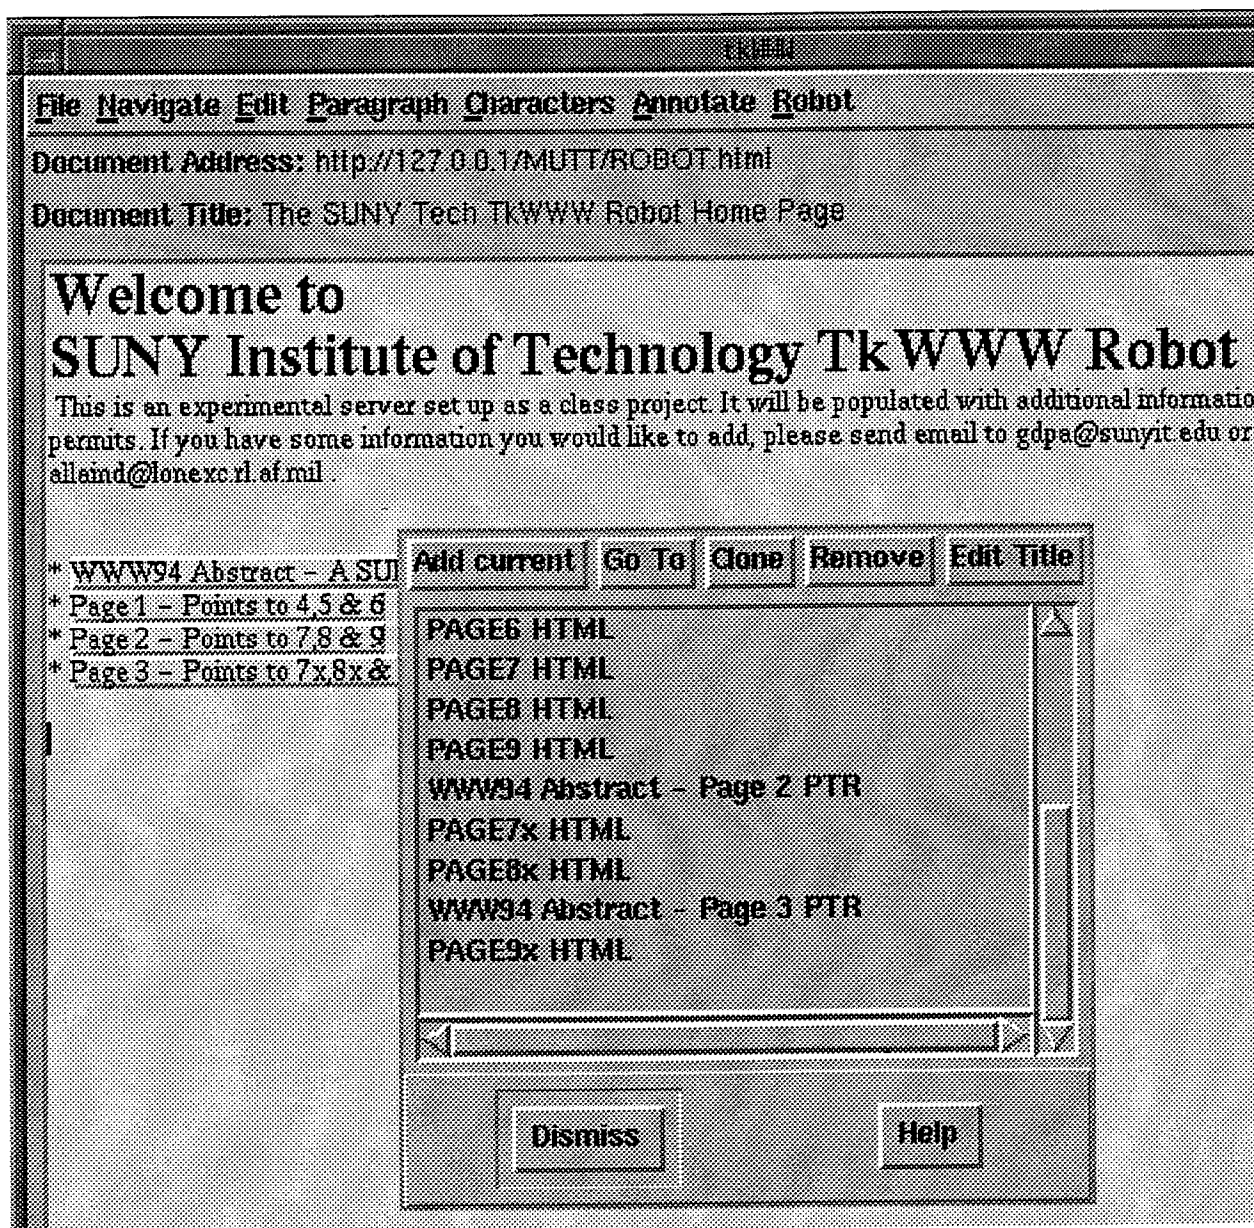 tkWWW
File Navigate Edit Paragraph Characters Annotate Robot
Document Address: http://127.0.0.1/MUTT/ROBOT.html
Document Title: The SUNY Tech TkWWW Robot Home Page
Welcome to
SUNY Institute of Technology TkWWW Robot
This is an experimental server set up as a class project. It will be populated with additional informatio
permits. If you have some information you would like to add, please send email to gdpa@sunyit.edu or
allaind@lonexc.rl.af.mil .
* WWW94 Abstract – A SU
* Page 1 – Points to 4,5 & 6
* Page 2 – Points to 7,8 & 9
* Page 3 – Points to 7x,8x &
Add current Go To Clone Remove Edit Title
PAGE6 HTML
PAGE7 HTML
PAGE8 HTML
PAGE9 HTML
WWW94 Abstract – Page 2 PTR
PAGE7x HTML
PAGE8x HTML
WWW94 Abstract – Page 3 PTR
PAGE9x HTML
Dismiss Help